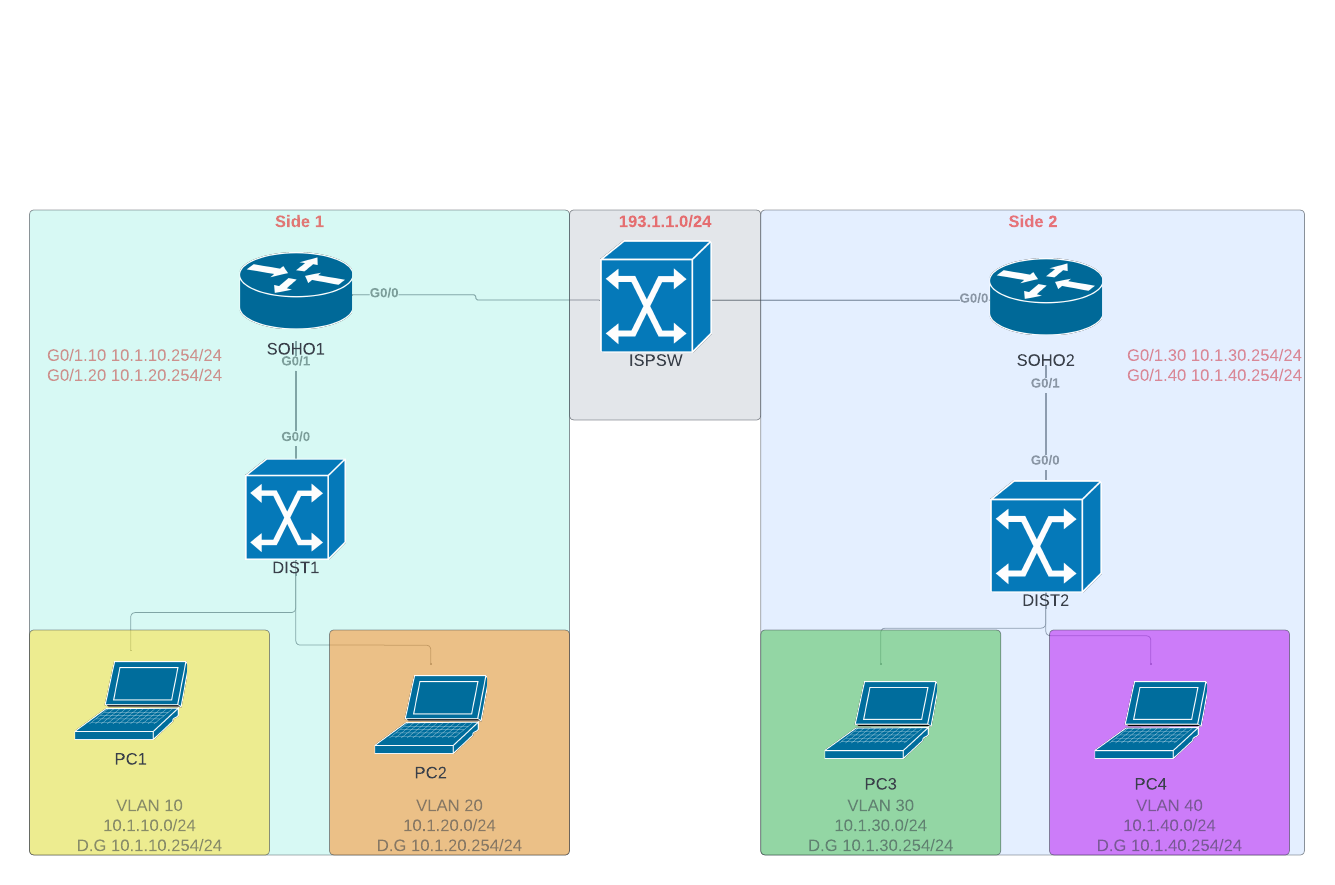 Side 1
193.1.1.0/24
Side 2
G0/0
G0/0
SOHO1
G0/1
ISPSW
SOHO2
G0/1
G0/1.10 10.1.10.254/24
G0/1.20 10.1.20.254/24
G0/1.30 10.1.30.254/24
G0/1.40 10.1.40.254/24
G0/0
G0/0
DIST1
DIST2
PC1
VLAN 10
10.1.10.0/24
D.G 10.1.10.254/24
PC2
VLAN 20
10.1.20.0/24
D.G 10.1.20.254/24
PC3
VLAN 30
10.1.30.0/24
D.G 10.1.30.254/24
PC4
VLAN 40
10.1.40.0/24
D.G 10.1.40.254/24